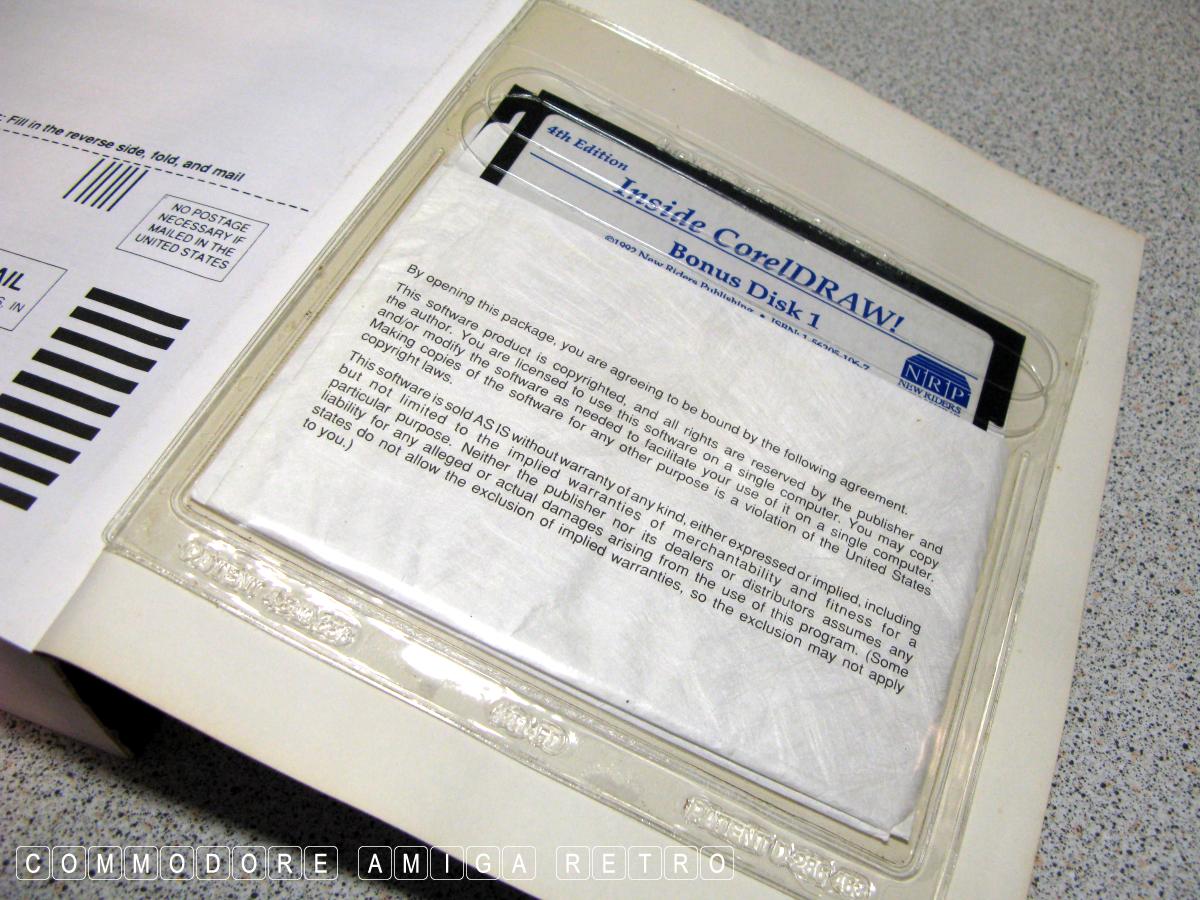 : Fill in the reverse side, fold, and mail
NO POSTAGE
NECESSARY IF
MAILED IN THE
UNITED STATES
AIL
S, IN
4th Edition
Inside CorelDRAW!
Bonus Disk 1
©1992 New Riders Publishing • ISBN: 1-56205-106-7
NRP
NEW RIDERS
By opening this package, you are agreeing to be bound by the following agreement.
This software product is copyrighted, and all rights are reserved by the publisher and
the author. You are licensed to use this software on a single computer. You may copy
and/or modify the software as needed to facilitate your use of it on a single computer.
Making copies of the software for any other purpose is a violation of the United States
copyright laws.
This software is sold AS IS without warranty of any kind, either expressed or implied, including
but not limited to the implied warranties of merchantability and fitness for a
particular purpose. Neither the publisher nor its dealers or distributors assumes any
liability for any alleged or actual damages arising from the use of this program. (Some
states do not allow the exclusion of implied warranties, so the exclusion may not apply
to you.)
COMMODORE AMIGA RETRO